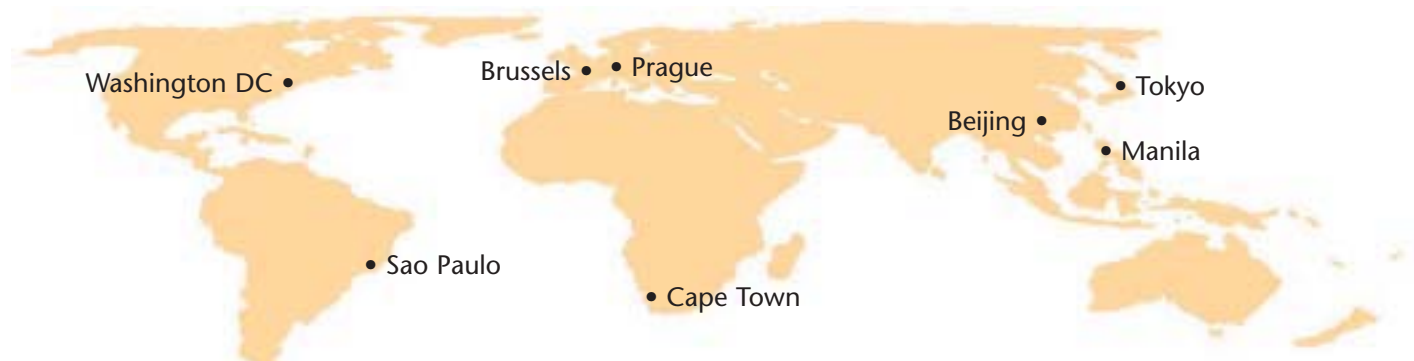 Brussels
Prague
Washington DC
Tokyo
Beijing
Manila
Sao Paulo
Cape Town